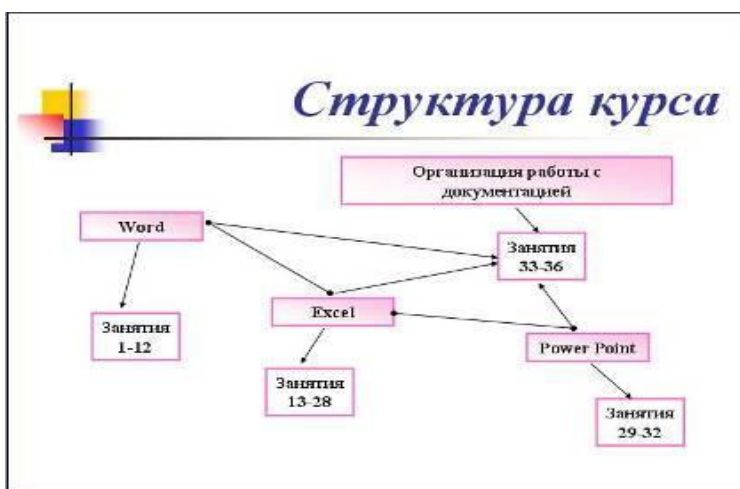 Структура курса
Организация работы с
документацией
Word
Занятия
33-36
Excel
Занятия
1-12
Power Point
Занятия
13-28
Занятия
29-32